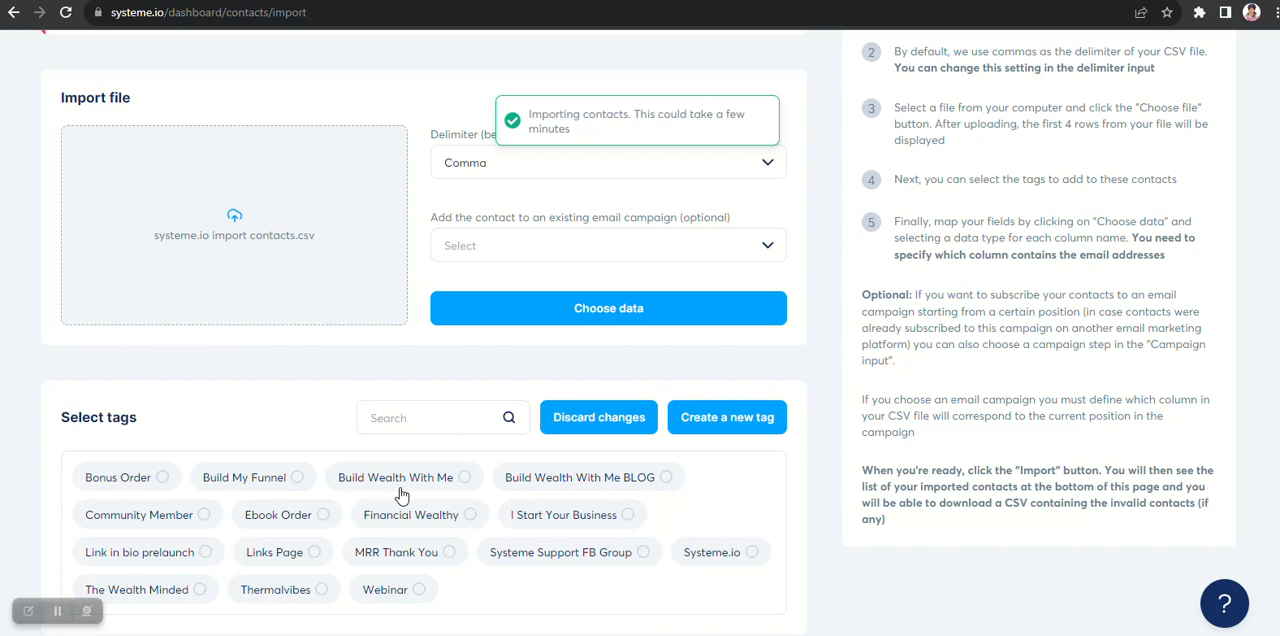 systeme.io/dashboard/contacts/import
Import file
systeme.io import contacts.csv
Delimiter (be
Importing contacts. This could take a few
minutes
Comma
Add the contact to an existing email campaign (optional)
Select
Choose data
Select tags
Search
Discard changes
Create a new tag
Bonus Order
Build My Funnel
Build Wealth With Me
Build Wealth With Me BLOG
Community Member
Ebook Order
Financial Wealthy
I Start Your Business
Link in bio prelaunch
Links Page
MRR Thank You
Systeme Support FB Group
Systeme.io
The Wealth Minded
Thermalvibes
Webinar
2
By default, we use commas as the delimiter of your CSV file.
You can change this setting in the delimiter input
3
Select a file from your computer and click the "Choose file"
button. After uploading, the first 4 rows from your file will be
displayed
4
Next, you can select the tags to add to these contacts
5
Finally, map your fields by clicking on "Choose data" and
selecting a data type for each column name. You need to
specify which column contains the email addresses
Optional: If you want to subscribe your contacts to an email
campaign starting from a certain position (in case contacts were
already subscribed to this campaign on another email marketing
platform) you can also choose a campaign step in the "Campaign
input".
If you choose an email campaign you must define which column in
your CSV file will correspond to the current position in the
campaign
When you're ready, click the "Import" button. You will then see the
list of your imported contacts at the bottom of this page and you
will be able to download a CSV containing the invalid contacts (if
any)
?